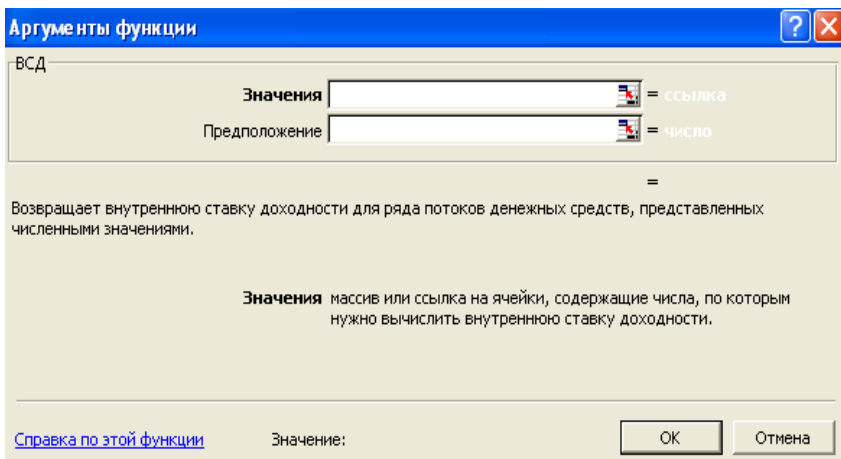 Аргументы функции
ВСД
Значения = ссылка
Предположение = число
=
Возвращает внутреннюю ставку доходности для ряда потоков денежных средств, представленных
численными значениями.
Значения массив или ссылка на ячейки, содержащие числа, по которым
нужно вычислить внутреннюю ставку доходности.
Справка по этой функции Значение: ОК Отмена